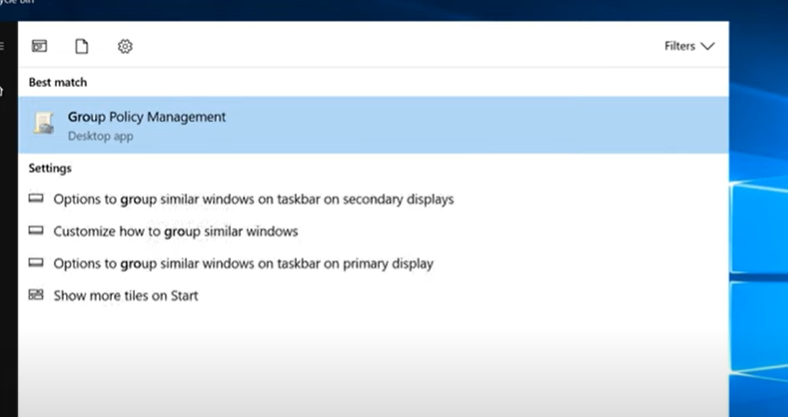 Filters
Best match
Group Policy Management
Desktop app
Settings
Options to group similar windows on taskbar on secondary displays
Customize how to group similar windows
Options to group similar windows on taskbar on primary display
Show more tiles on Start